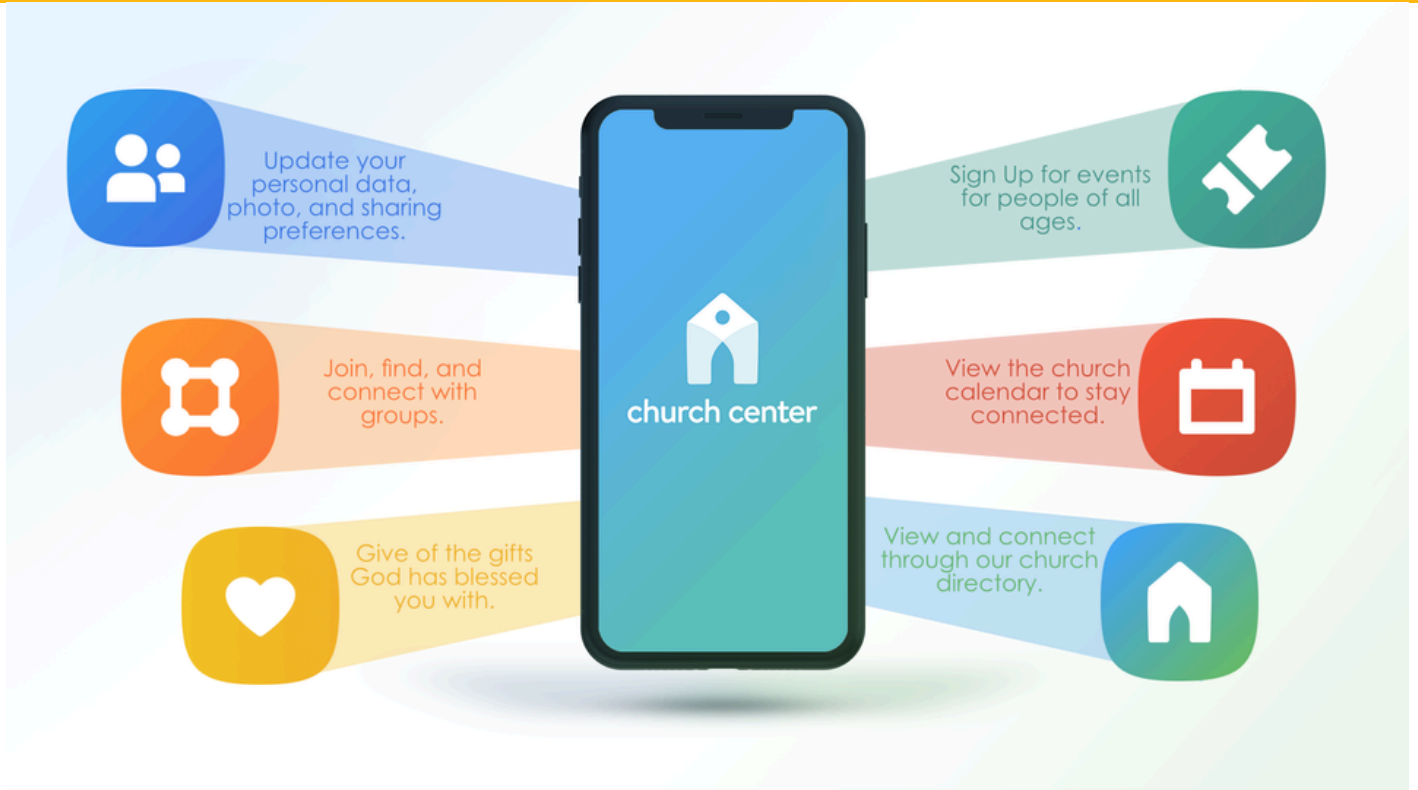 Update your
personal data,
photo, and sharing
preferences.
Join, find, and
connect with
groups.
Give of the gifts
God has blessed
you with.
church center
Sign Up for events
for people of all
ages.
View the church
calendar to stay
connected.
View and connect
through our church
directory.